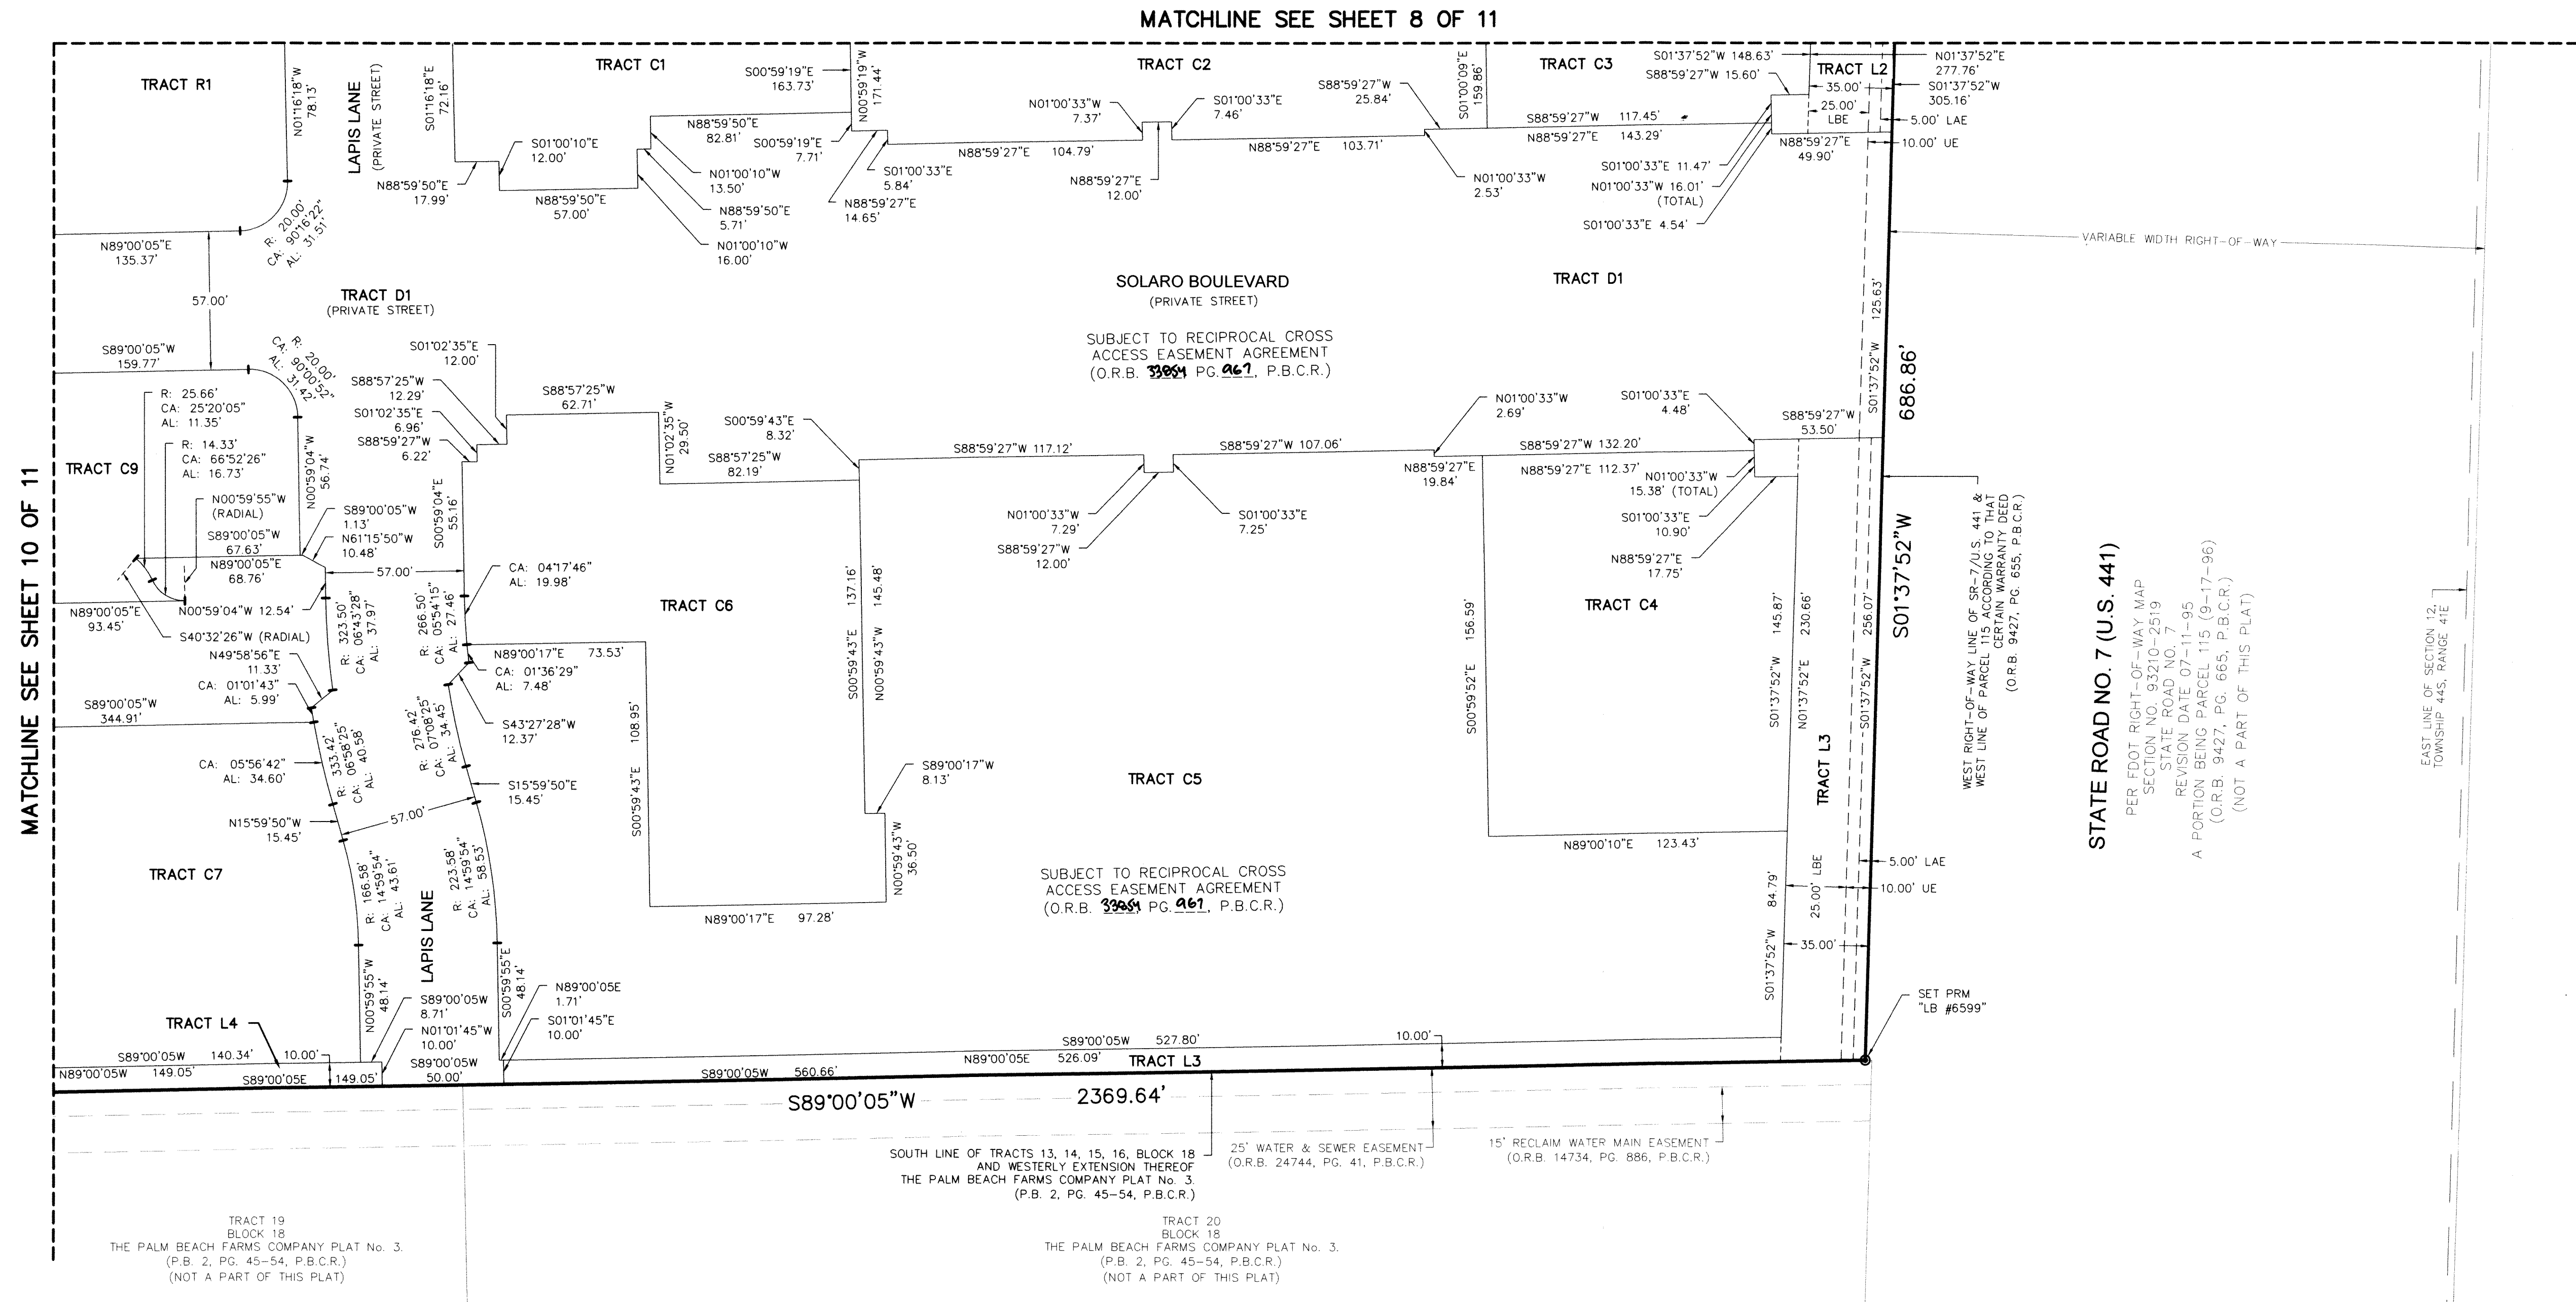 MATCHLINE SEE SHEET 8 OF 11
TRACT R1
N01°16'18"W
78.13'
LAPIS LANE
(PRIVATE STREET)
S01°16'18"E
72.16'
TRACT C1
S00°59'19"E
163.73'
N00°59'19"W
171.44'
TRACT C2
S01°00'09"E
159.86'
TRACT C3
S01°37'52"W 148.63'
S88°59'27"W 15.60'
TRACT L2
35.00'
25.00'
LBE
N01°37'52"E
277.76'
S01°37'52"W
305.16'
5.00' LAE
10.00' UE
N88°59'50"E
17.99'
S01°00'10"E
12.00'
N88°59'50"E
57.00'
N88°59'50"E
82.81'
N01°00'10"W
13.50'
N88°59'50"E
5.71'
N01°00'10"W
16.00'
S00°59'19"E
7.71'
N88°59'27"E
14.65'
S01°00'33"E
5.84'
N88°59'27"E 104.79'
N01°00'33"W
7.37'
S01°00'33"E
7.46'
N88°59'27"E
12.00'
N88°59'27"E 103.71'
S88°59'27"W
25.84'
N01°00'33"W
2.53'
S88°59'27"W 117.45'
N88°59'27"E 143.29'
S01°00'33"E 11.47'
N01°00'33"W 16.01'
(TOTAL)
S01°00'33"E 4.54'
N88°59'27"E
49.90'
R: 20.00'
CA: 90°16'22"
AL: 31.51'
N89°00'05"E
135.37'
57.00'
TRACT D1
(PRIVATE STREET)
SOLARO BOULEVARD
(PRIVATE STREET)
TRACT D1
SUBJECT TO RECIPROCAL CROSS
ACCESS EASEMENT AGREEMENT
(O.R.B. 33854 PG. 967, P.B.C.R.)
S01°37'52"W 125.63'
VARIABLE WIDTH RIGHT-OF-WAY
S89°00'05"W
159.77'
R: 20.00'
CA: 90°00'52"
AL: 31.42'
R: 25.66'
CA: 25°20'05"
AL: 11.35'
R: 14.33'
CA: 66°52'26"
AL: 16.73'
TRACT C9
N00°59'55"W
(RADIAL)
N00°59'04"W
56.74'
S89°00'05"W
67.63'
N89°00'05"E
68.76'
S89°00'05"W
1.13'
N61°15'50"W
10.48'
57.00'
N89°00'05"E
93.45'
N00°59'04"W 12.54'
S40°32'26"W (RADIAL)
S01°02'35"E
12.00'
S88°57'25"W
12.29'
S01°02'35"E
6.96'
S88°59'27"W
6.22'
S88°57'25"W
62.71'
N01°02'35"W
29.50'
S88°57'25"W
82.19'
S00°59'43"E
8.32'
S00°59'04"E
55.16'
S88°59'27"W 117.12'
N01°00'33"W
7.29'
S88°59'27"W
12.00'
S01°00'33"E
7.25'
S88°59'27"W 107.06'
N01°00'33"W
2.69'
N88°59'27"E
19.84'
S88°59'27"W 132.20'
N88°59'27"E 112.37'
S01°00'33"E
4.48'
S88°59'27"W
53.50'
N01°00'33"W
15.38' (TOTAL)
S01°00'33"E
10.90'
N88°59'27"E
17.75'
S01°37'52"W 686.86'
WEST RIGHT-OF-WAY LINE OF SR-7/U.S. 441 &
WEST LINE OF PARCEL 115 ACCORDING TO THAT
CERTAIN WARRANTY DEED
(O.R.B. 9427, PG. 655, P.B.C.R.)
STATE ROAD NO. 7 (U.S. 441)
PER FDOT RIGHT-OF-WAY MAP
SECTION NO. 93210-2519
STATE ROAD NO. 7
REVISION DATE 07-11-95
A PORTION BEING PARCEL 115 (9-17-96)
(O.R.B. 9427, PG. 665, P.B.C.R.)
(NOT A PART OF THIS PLAT)
EAST LINE OF SECTION 12,
TOWNSHIP 44S, RANGE 41E
MATCHLINE SEE SHEET 10 OF 11
R: 323.50'
CA: 06°43'28"
AL: 37.97'
R: 266.50'
CA: 05°54'15"
AL: 27.46'
CA: 04°17'46"
AL: 19.98'
N89°00'17"E 73.53'
CA: 01°36'29"
AL: 7.48'
S43°27'28"W
12.37'
N49°58'56"E
11.33'
CA: 01°01'43"
AL: 5.99'
S89°00'05"W
344.91'
CA: 05°56'42"
AL: 34.60'
R: 333.42'
CA: 06°58'25"
AL: 40.58'
R: 276.42'
CA: 07°08'25"
AL: 34.45'
S15°59'50"E
15.45'
N15°59'50"W
15.45'
57.00'
TRACT C7
R: 166.58'
CA: 14°59'54"
AL: 43.61'
R: 223.58'
CA: 14°59'54"
AL: 58.53'
LAPIS LANE
TRACT C6
S00°59'43"E 108.95'
S00°59'43"E 137.16'
N00°59'43"W 145.48'
S89°00'17"W
8.13'
N00°59'43"W
36.50'
N89°00'17"E 97.28'
TRACT C5
SUBJECT TO RECIPROCAL CROSS
ACCESS EASEMENT AGREEMENT
(O.R.B. 33854 PG. 967, P.B.C.R.)
TRACT C4
S00°59'52"E 156.59'
N89°00'10"E 123.43'
S01°37'52"W 145.87'
N01°37'52"E 230.66'
S01°37'52"W 256.07'
TRACT L3
5.00' LAE
10.00' UE
25.00' LBE
S01°37'52"W 84.79'
35.00'
SET PRM
"LB #6599"
N00°59'55"W
48.14'
S00°59'55"E
48.14'
S89°00'05W
8.71'
N01°01'45"W
10.00'
N89°00'05E
1.71'
S01°01'45"E
10.00'
TRACT L4
S89°00'05W 140.34' 10.00'
N89°00'05W 149.05'
S89°00'05E 149.05'
S89°00'05W
50.00'
S89°00'05W 527.80' 10.00'
N89°00'05E 526.09' TRACT L3
S89°00'05W 560.66'
S89°00'05"W 2369.64'
SOUTH LINE OF TRACTS 13, 14, 15, 16, BLOCK 18
AND WESTERLY EXTENSION THEREOF
THE PALM BEACH FARMS COMPANY PLAT No. 3.
(P.B. 2, PG. 45-54, P.B.C.R.)
25' WATER & SEWER EASEMENT
(O.R.B. 24744, PG. 41, P.B.C.R.)
15' RECLAIM WATER MAIN EASEMENT
(O.R.B. 14734, PG. 886, P.B.C.R.)
TRACT 19
BLOCK 18
THE PALM BEACH FARMS COMPANY PLAT No. 3.
(P.B. 2, PG. 45-54, P.B.C.R.)
(NOT A PART OF THIS PLAT)
TRACT 20
BLOCK 18
THE PALM BEACH FARMS COMPANY PLAT No. 3.
(P.B. 2, PG. 45-54, P.B.C.R.)
(NOT A PART OF THIS PLAT)